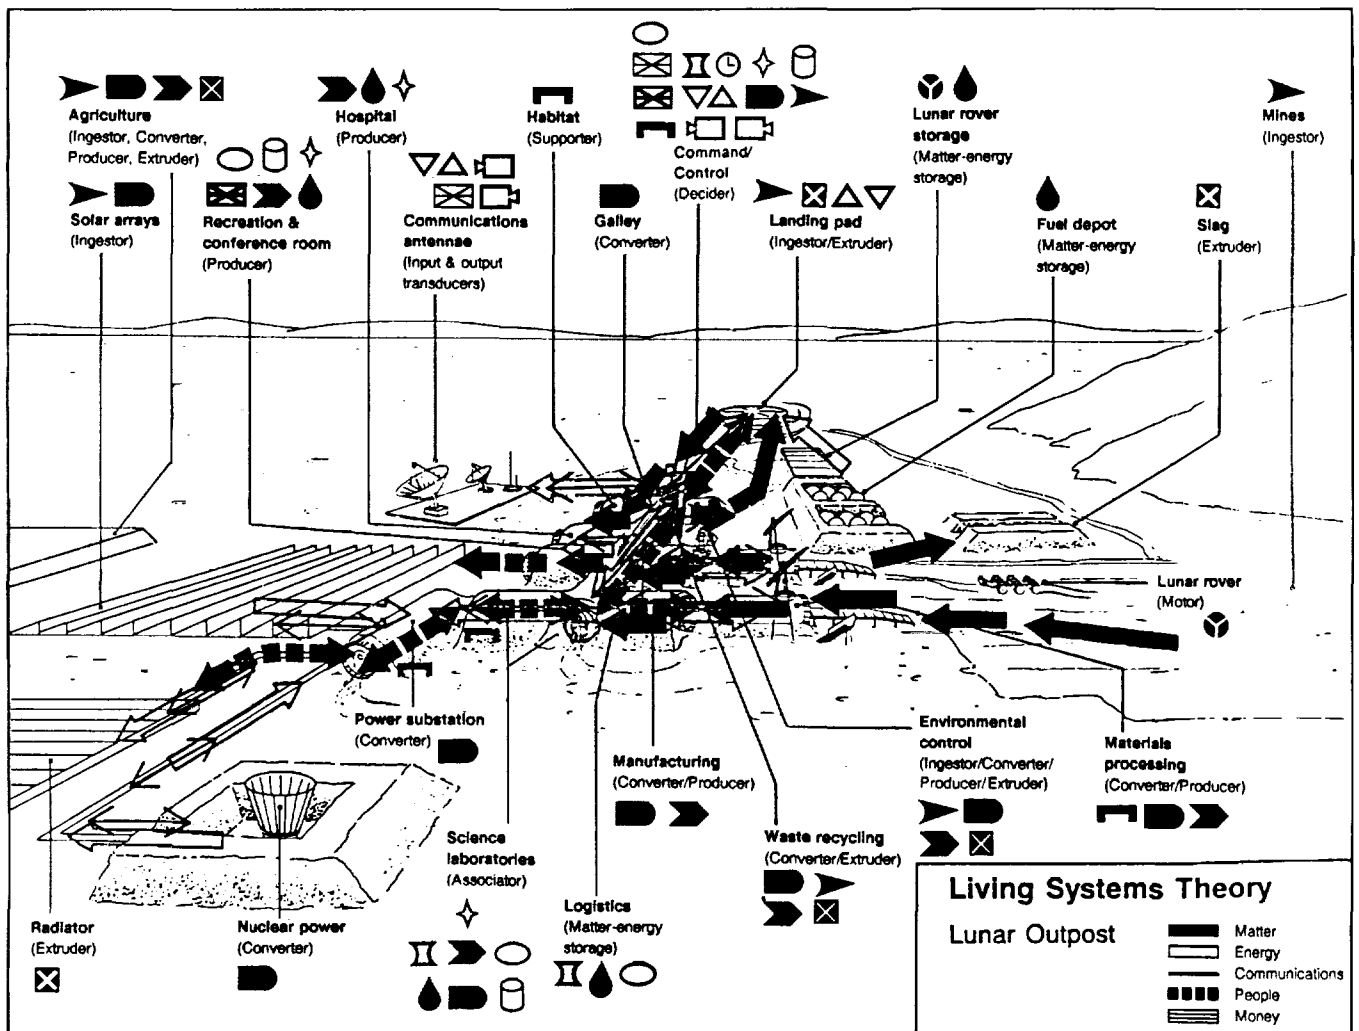 Agriculture
(Ingestor, Converter,
Producer, Extruder)
Hospital
(Producer)
Habitat
(Supporter)
Command/
Control
(Decider)
Lunar rover
storage
(Matter-energy
storage)
Mines
(Ingestor)
Solar arrays
(Ingestor)
Recreation &
conference room
(Producer)
Communications
antennae
(Input & output
transducers)
Galley
(Converter)
Landing pad
(Ingestor/Extruder)
Fuel depot
(Matter-energy
storage)
Slag
(Extruder)
Lunar rover
(Motor)
Power substation
(Converter)
Manufacturing
(Converter/Producer)
Environmental
control
(Ingestor/Converter/
Producer/Extruder)
Materials
processing
(Converter/Producer)
Science
laboratories
(Associator)
Waste recycling
(Converter/Extruder)
Logistics
(Matter-energy
storage)
Radiator
(Extruder)
Nuclear power
(Converter)
Living Systems Theory
Lunar Outpost
Matter
Energy
Communications
People
Money